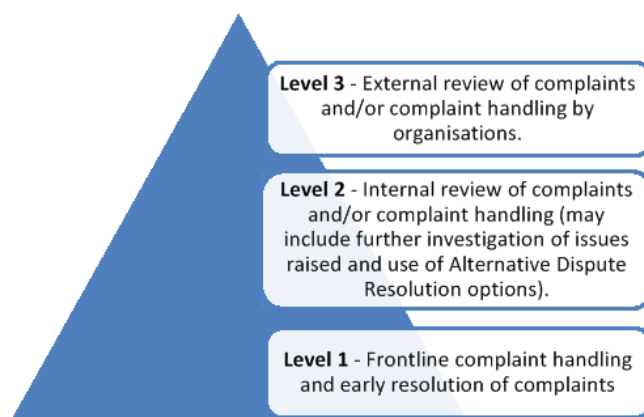 Level 3 - External review of complaints
and/or complaint handling by
organisations.
Level 2 - Internal review of complaints
and/or complaint handling (may
include further investigation of issues
raised and use of Alternative Dispute
Resolution options).
Level 1 - Frontline complaint handling
and early resolution of complaints